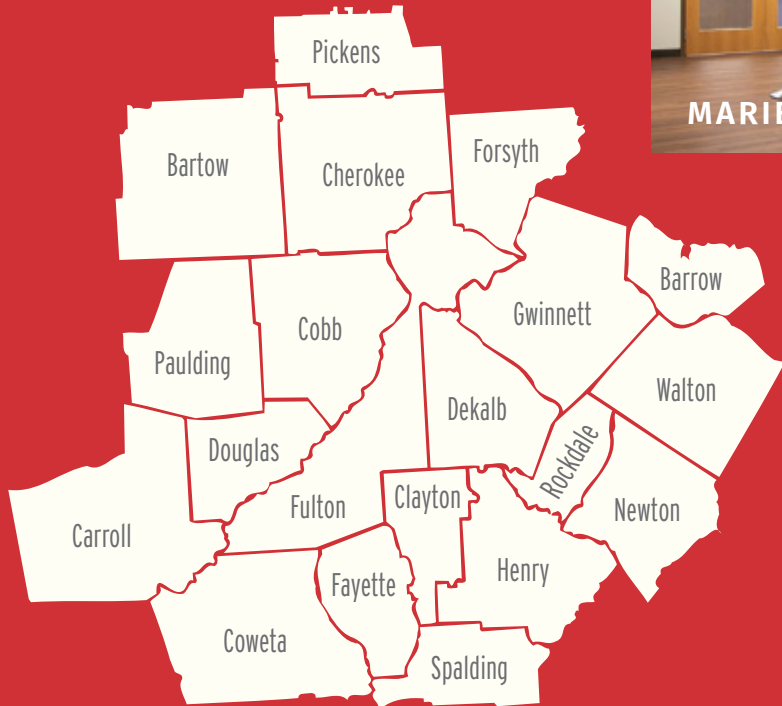 Pickens
MARIE
Bartow
Cherokee
Forsyth
Barrow
Gwinnett
Cobb
Paulding
Walton
Dekalb
Douglas
Rockdale
Clayton
Fulton
Newton
Carroll
Henry
Fayette
Coweta
Spalding